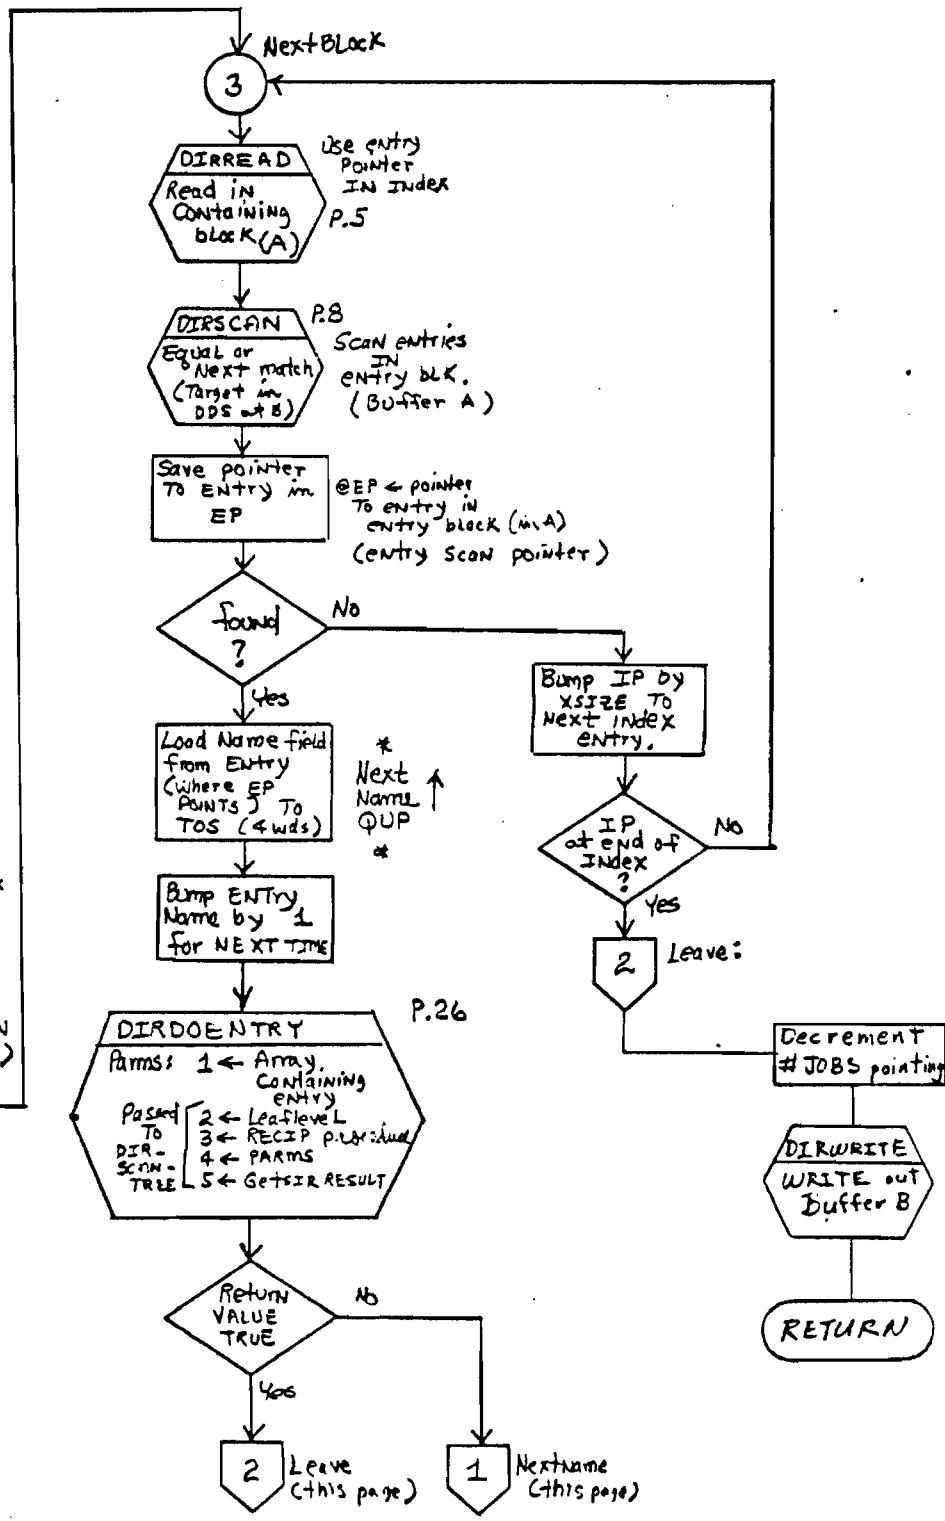 Next Block
3
DIRREAD
Read in
Containing
block (A)
Use entry
Pointer
IN INdex
P.5
DIRSCAN
Equal or
Next match
(Target in
DDS at B)
P.8
Scan entries
IN
entry blk.
(Buffer A)
Save pointer
To Entry in
EP
@EP ← pointer
To entry in
entry block (in A)
(entry scan pointer)
found
?
No
Yes
Bump IP by
XSIZE TO
Next index
entry.
Load Name field
from Entry
(where EP
POINTS) TO
TOS (4 wds)
*
Next
Name
QUP
*
IP
at end of
INdex
?
No
Yes
Bump ENTry
Name by 1
for NEXT TIME
2
Leave:
DIRDOENTRY
P.26
Parms: 1 ← Array
Containing
entry
Passed
TO
DIR-
SCAN-
TREE
2 ← Leaflevel
3 ← RECIP
4 ← PARMS
5 ← GetSIR RESULT
Decrement
# JOBS pointing
DIRWRITE
WRITE out
Buffer B
RETURN
Return
VALUE
TRUE
No
Yes
2
Leave
(this page)
1
Nextname
(this page)